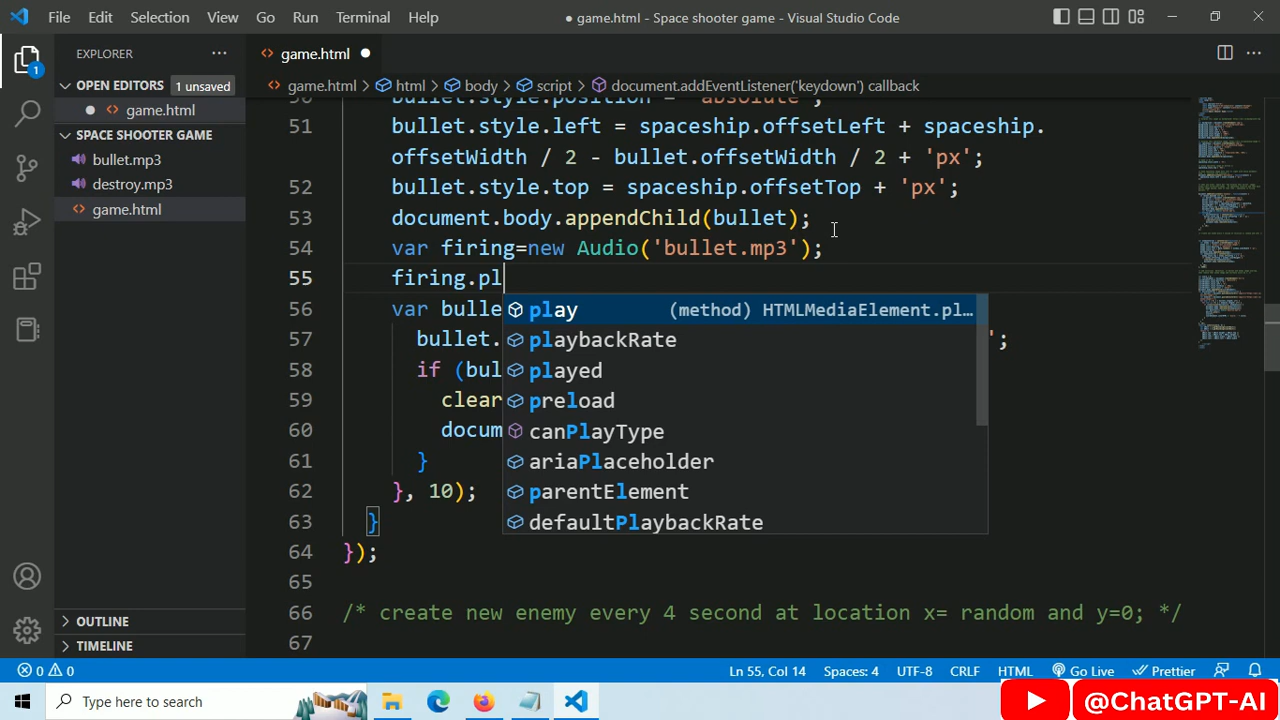 File Edit Selection View Go Run Terminal Help
● game.html - Space shooter game - Visual Studio Code
EXPLORER
game.html
OPEN EDITORS 1 unsaved
game.html
SPACE SHOOTER GAME
bullet.mp3
destroy.mp3
game.html
OUTLINE
TIMELINE
1
game.html > html > body > script > document.addEventListener('keydown') callback
50 bullet.style.position = 'absolute';
51 bullet.style.left = spaceship.offsetLeft + spaceship.
offsetWidth / 2 - bullet.offsetWidth / 2 + 'px';
52 bullet.style.top = spaceship.offsetTop + 'px';
53 document.body.appendChild(bullet);
54 var firing=new Audio('bullet.mp3');
55 firing.pl
56 var bulle
57 bullet. ';
58 if (bul
59 clear
60 docum
61 }
62 }, 10);
63 }
64 });
65
66 /* create new enemy every 4 second at location x= random and y=0; */
67
play (method) HTMLMediaElement.pl…
playbackRate
played
preload
canPlayType
ariaPlaceholder
parentElement
defaultPlaybackRate
0 0
Ln 55, Col 14 Spaces: 4 UTF-8 CRLF HTML Go Live Prettier
Type here to search
@ChatGPT-AI